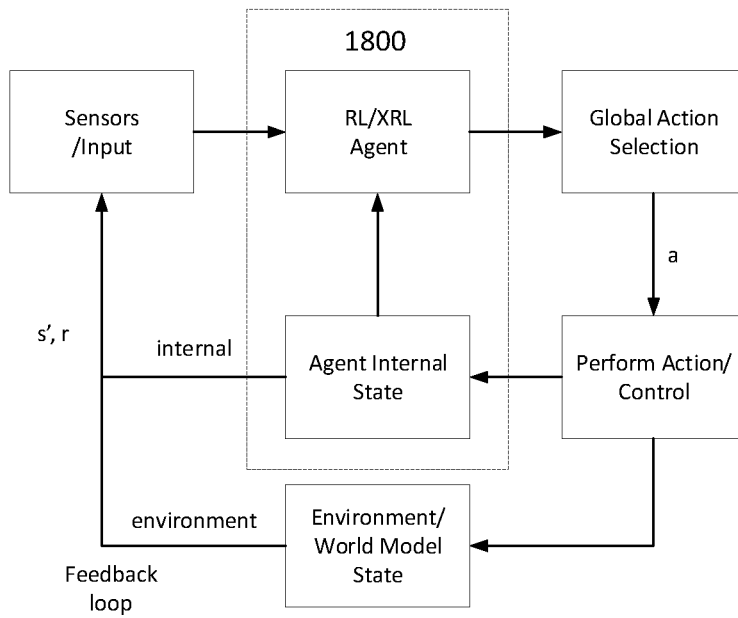 1800
Sensors
/Input
RL/XRL
Agent
Global Action
Selection
a
s’, r
internal
Agent Internal
State
Perform Action/
Control
environment
Environment/
World Model
State
Feedback
loop